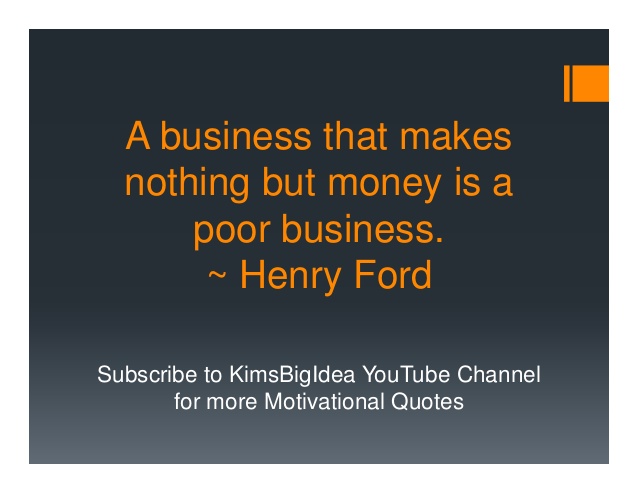 A business that makes
nothing but money is a
poor business.
~ Henry Ford
Subscribe to KimsBigIdea YouTube Channel
for more Motivational Quotes